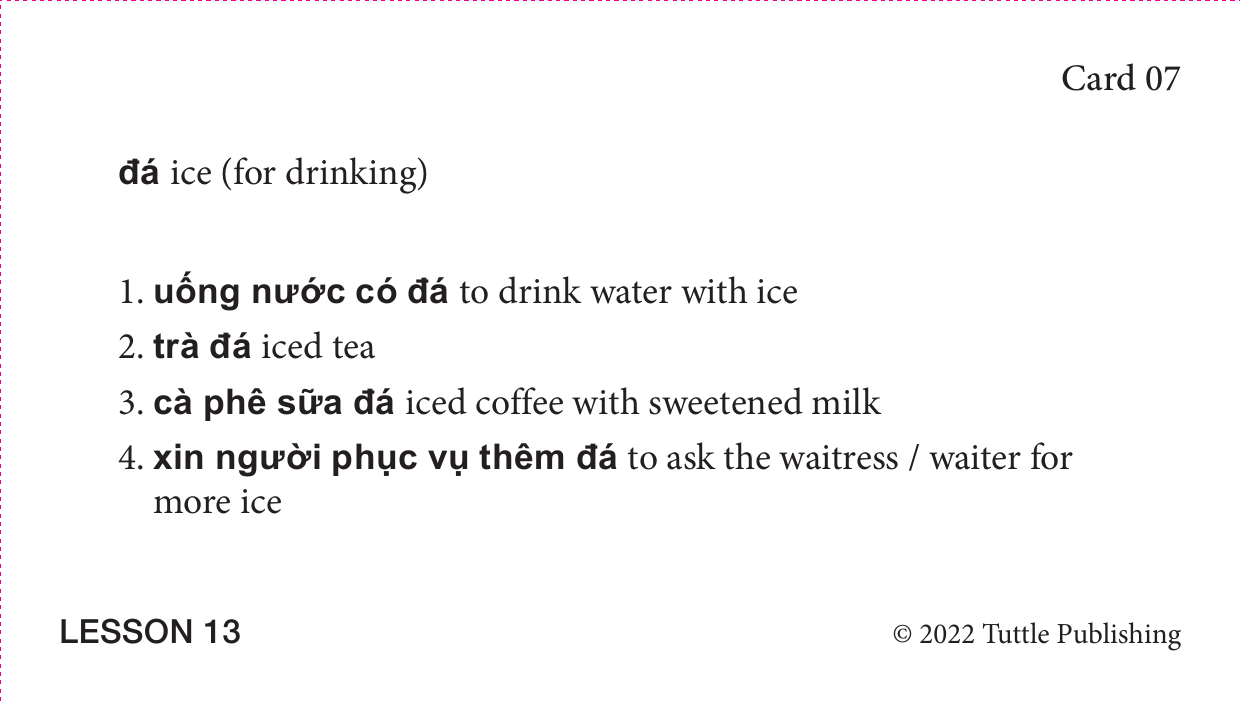 Card 07
đá ice (for drinking)
1. uống nước có đá to drink water with ice
2. trà đá iced tea
3. cà phê sữa đá iced coffee with sweetened milk
4. xin người phục vụ thêm đá to ask the waitress / waiter for
more ice
LESSON 13
© 2022 Tuttle Publishing